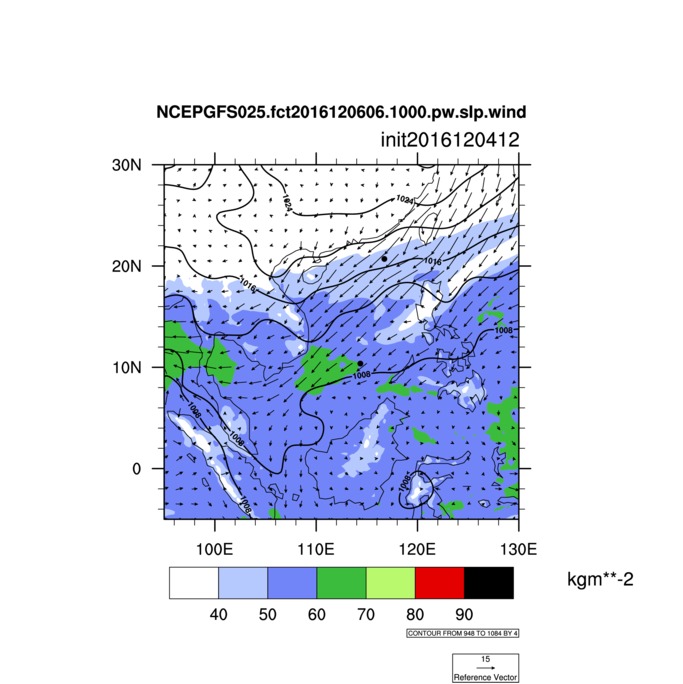 NCEPGFS025.fct2016120606.1000.pw.slp.wind
init2016120412
30N
1024
1024
20N
1016
1016
1008
10N
1008
1008
1008
0
1008
1008
100E 110E 120E 130E
kgm**-2
40 50 60 70 80 90
CONTOUR FROM 948 TO 1084 BY 4
15
Reference Vector